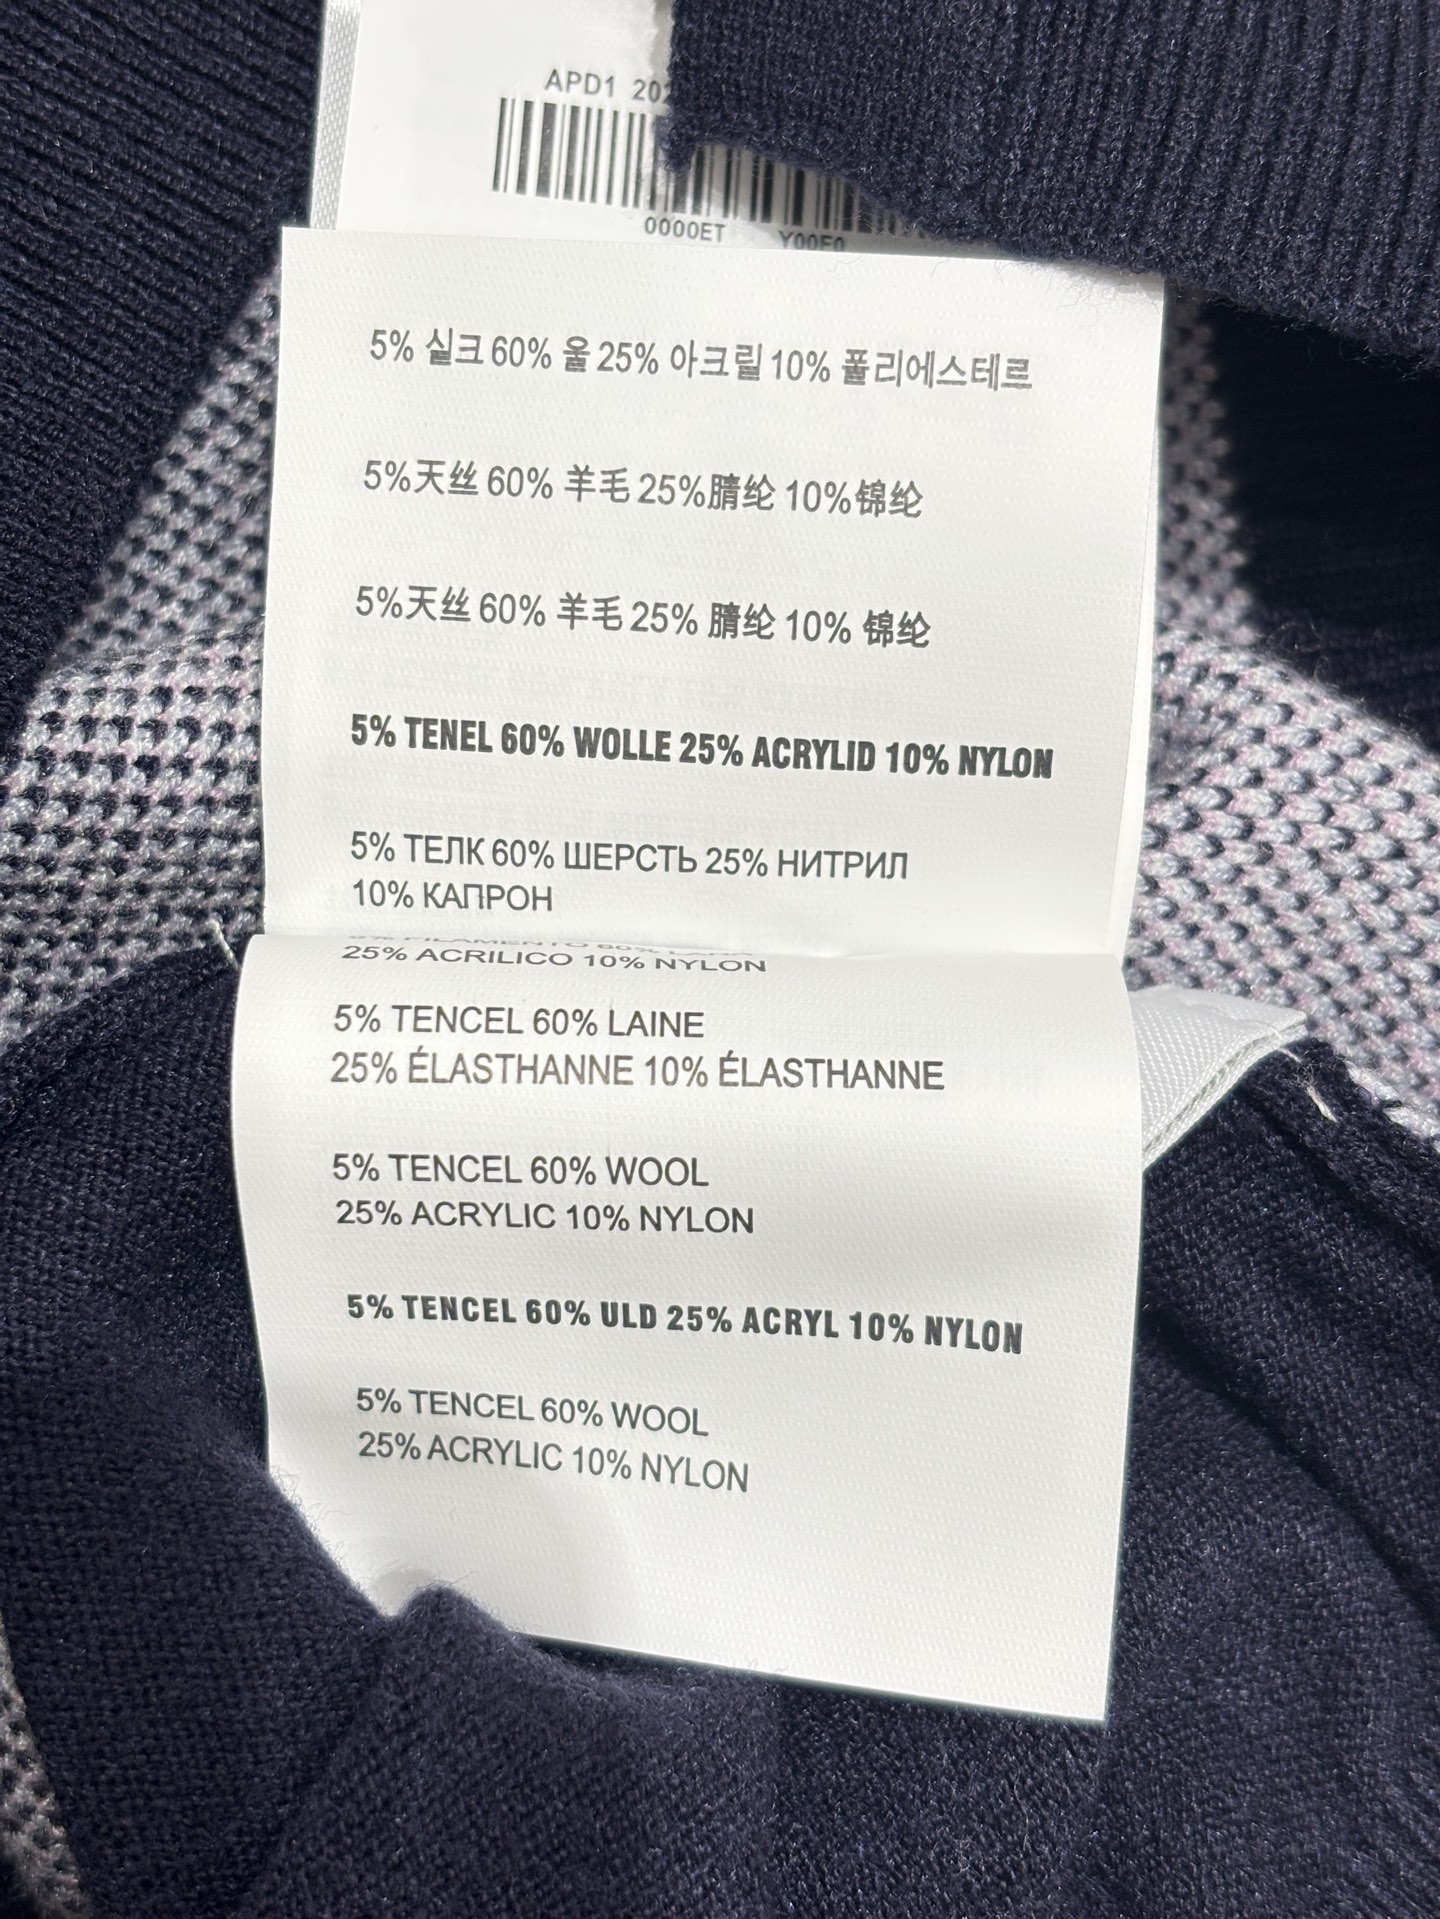 APD1 202
0000ET Y00F0
5% 실크 60% 울 25% 아크릴 10% 폴리에스테르
5%天丝 60% 羊毛 25%腈纶 10%锦纶
5%天丝 60% 羊毛 25% 腈纶 10% 锦纶
5% TENEL 60% WOLLE 25% ACRYLID 10% NYLON
5% ТЕЛК 60% ШЕРСТЬ 25% НИТРИЛ
10% КАПРОН
5% FILAMENTO 60% LANA
25% ACRILICO 10% NYLON
5% TENCEL 60% LAINE
25% ÉLASTHANNE 10% ÉLASTHANNE
5% TENCEL 60% WOOL
25% ACRYLIC 10% NYLON
5% TENCEL 60% ULD 25% ACRYL 10% NYLON
5% TENCEL 60% WOOL
25% ACRYLIC 10% NYLON